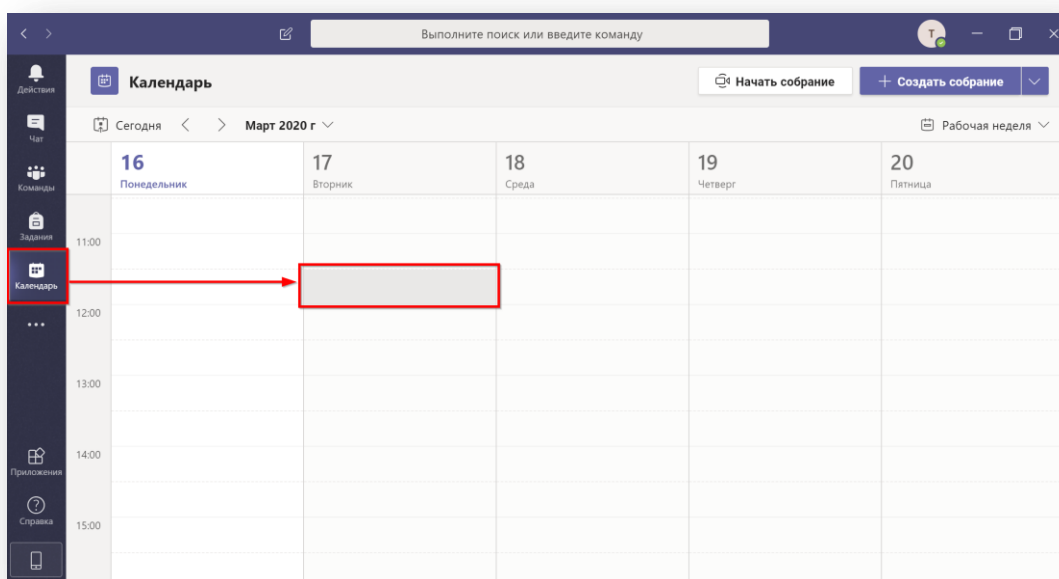 Выполните поиск или введите команду
T
Действия
Чат
Команды
Задания
Календарь
Приложения
Справка
Календарь
Начать собрание
+ Создать собрание
Сегодня
Март 2020 г
Рабочая неделя
16
Понедельник
17
Вторник
18
Среда
19
Четверг
20
Пятница
11:00
12:00
13:00
14:00
15:00